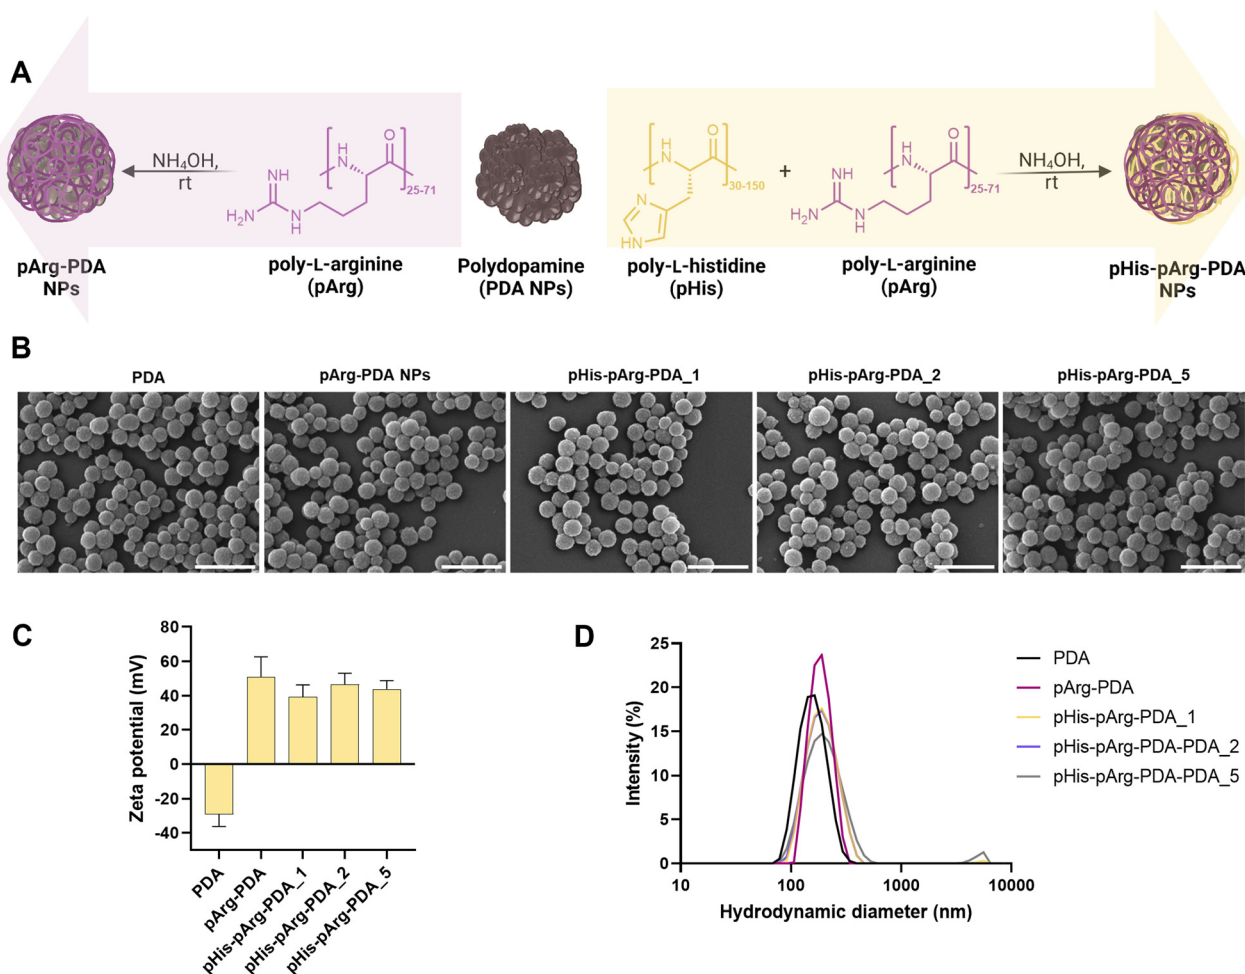 A
NH₄OH,
rt
H
N
O
25-71
NH
H₂N
N
H
H
N
O
30-150
N
HN
+
H
N
O
25-71
NH
H₂N
N
H
NH₄OH,
rt
pArg-PDA
NPs
poly-L-arginine
(pArg)
Polydopamine
(PDA NPs)
poly-L-histidine
(pHis)
poly-L-arginine
(pArg)
pHis-pArg-PDA
NPs
B
PDA
pArg-PDA NPs
pHis-pArg-PDA_1
pHis-pArg-PDA_2
pHis-pArg-PDA_5
C
Zeta potential (mV)
80
60
40
20
0
-20
-40
PDA
pArg-PDA
pHis-pArg-PDA_1
pHis-pArg-PDA_2
pHis-pArg-PDA_5
D
Intensity (%)
25
20
15
10
5
0
10
100
1000
10000
Hydrodynamic diameter (nm)
PDA
pArg-PDA
pHis-pArg-PDA_1
pHis-pArg-PDA-PDA_2
pHis-pArg-PDA-PDA_5